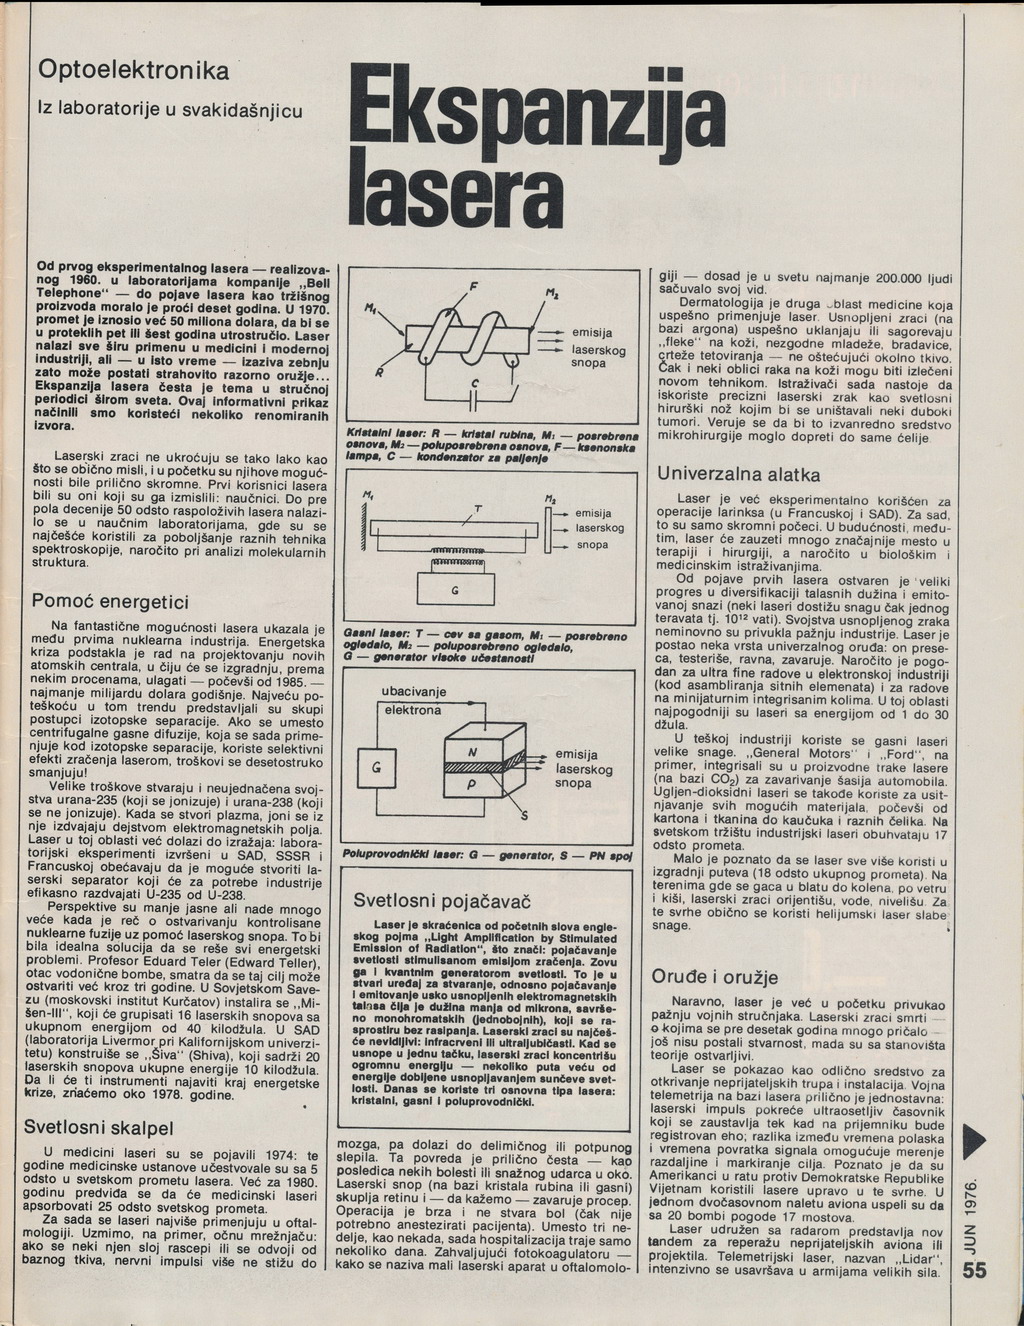 Optoelektronika
Iz laboratorije u svakidašnjicu
Ekspanzija
lasera
Od prvog eksperimentalnog lasera — realizova-
nog 1960. u laboratorijama kompanije „Bell
Telephone" — do pojave lasera kao tržišnog
proizvoda moralo je proći deset godina. U 1970.
promet je iznosio već 50 miliona dolara, da bi se
u proteklih pet ili šest godina utrostručio. Laser
nalazi sve širu primenu u medicini i modernoj
industriji, ali — u isto vreme — izaziva zebnju
zato može postati strahovito razorno oružje...
Ekspanzija lasera česta je tema u stručnoj
periodici širom sveta. Ovaj informativni prikaz
načinili smo koristeći nekoliko renomiranih
izvora.
Laserski zraci ne ukroćuju se tako lako kao
što se obično misli, i u početku su njihove moguć-
nosti bile prilično skromne. Prvi korisnici lasera
bili su oni koji su ga izmislili: naučnici. Do pre
pola decenije 50 odsto raspoloživih lasera nalazi-
lo se u naučnim laboratorijama, gde su se
najčešće koristili za poboljšanje raznih tehnika
spektroskopije, naročito pri analizi molekularnih
struktura.
Pomoć energetici
Na fantastične mogućnosti lasera ukazala je
među prvima nuklearna industrija. Energetska
kriza podstakla je rad na projektovanju novih
atomskih centrala, u čiju će se izgradnju, prema
nekim procenama, ulagati — počevši od 1985. —
najmanje milijardu dolara godišnje. Najveću po-
teškoću u tom trendu predstavljali su skupi
postupci izotopske separacije. Ako se umesto
centrifugalne gasne difuzije, koja se sada prime-
njuje kod izotopske separacije, koriste selektivni
efekti zračenja laserom, troškovi se desetostruko
smanjuju!
Velike troškove stvaraju i neujednačena svoj-
stva urana-235 (koji se jonizuje) i urana-238 (koji
se ne jonizuje). Kada se stvori plazma, joni se iz
nje izdvajaju dejstvom elektromagnetskih polja.
Laser u toj oblasti već dolazi do izražaja: labora-
torijski eksperimenti izvršeni u SAD, SSSR i
Francuskoj obećavaju da je moguće stvoriti la-
serski separator koji će za potrebe industrije
efikasno razdvajati U-235 od U-238.
Perspektive su manje jasne ali nade mnogo
veće kada je reč o ostvarivanju kontrolisane
nuklearne fuzije uz pomoć laserskog snopa. To bi
bila idealna solucija da se reše svi energetski
problemi. Profesor Eduard Teler (Edward Teller),
otac vodonične bombe, smatra da se taj cilj može
ostvariti već kroz tri godine. U Sovjetskom Save-
zu (moskovski institut Kurčatov) instalira se „Mi-
šen-III", koji će grupisati 16 laserskih snopova sa
ukupnom energijom od 40 kilodžula. U SAD
(laboratorija Livermor pri Kalifornijskom univerzi-
tetu) konstruiše se „Šiva" (Shiva), koji sadrži 20
laserskih snopova ukupne energije 10 kilodžula.
Da li će ti instrumenti najaviti kraj energetske
krize, znaćemo oko 1978. godine.
Svetlosni skalpel
U medicini laseri su se pojavili 1974: te
godine medicinske ustanove učestvovale su sa 5
odsto u svetskom prometu lasera. Već za 1980.
godinu predviđa se da će medicinski laseri
apsorbovati 25 odsto svetskog prometa.
Za sada se laseri najviše primenjuju u oftal-
mologiji. Uzmimo, na primer, očnu mrežnjaču:
ako se neki njen sloj rascepi ili se odvoji od
baznog tkiva, nervni impulsi više ne stižu do
F
M₁
M₂
R
C
emisija
laserskog
snopa
Kristalni laser: R — kristal rubina, M₁ — posrebrena
osnova, M₂ — poluposrebrena osnova, F — ksenonska
lampa, C — kondenzator za paljenje
M₁
T
M₂
emisija
laserskog
snopa
G
Gasni laser: T — cev sa gasom, M₁ — posrebreno
ogledalo, M₂ — poluposrebreno ogledalo,
G — generator visoke učestanosti
ubacivanje
elektrona
G
N
P
S
emisija
laserskog
snopa
Poluprovodnički laser: G — generator, S — PN spoj
Svetlosni pojačavač
Laser je skraćenica od početnih slova engle-
skog pojma „Light Amplification by Stimulated
Emission of Radiation", što znači: pojačavanje
svetlosti stimulisanom emisijom zračenja. Zovu
ga i kvantnim generatorom svetlosti. To je u
stvari uređaj za stvaranje, odnosno pojačavanje
i emitovanje usko usnopljenih elektromagnetskih
talasa čija je dužina manja od mikrona, savrše-
no monohromatskih (jednobojnih), koji se ra-
sprostiru bez rasipanja. Laserski zraci su najčeš-
će nevidljivi: infracrveni ili ultraljubičasti. Kad se
usnope u jednu tačku, laserski zraci koncentrišu
ogromnu energiju — nekoliko puta veću od
energije dobijene usnopljavanjem sunčeve svet-
losti. Danas se koriste tri osnovna tipa lasera:
kristalni, gasni i poluprovodnički.
mozga, pa dolazi do delimičnog ili potpunog
slepila. Ta povreda je prilično česta — kao
posledica nekih bolesti ili snažnog udarca u oko.
Laserski snop (na bazi kristala rubina ili gasni)
skuplja retinu i — da kažemo — zavaruje procep.
Operacija je brza i ne stvara bol (čak nije
potrebno anestezirati pacijenta). Umesto tri ne-
delje, kao nekada, sada hospitalizacija traje samo
nekoliko dana. Zahvaljujući fotokoagulatoru —
kako se naziva mali laserski aparat u oftalomolo-
giji — dosad je u svetu najmanje 200.000 ljudi
sačuvalo svoj vid.
Dermatologija je druga oblast medicine koja
uspešno primenjuje laser. Usnopljeni zraci (na
bazi argona) uspešno uklanjaju ili sagorevaju
„fleke" na koži, nezgodne mladeže, bradavice,
crteže tetoviranja — ne oštećujući okolno tkivo.
Čak i neki oblici raka na koži mogu biti izlečeni
novom tehnikom. Istraživači sada nastoje da
iskoriste precizni laserski zrak kao svetlosni
hirurški nož kojim bi se uništavali neki duboki
tumori. Veruje se da bi to izvanredno sredstvo
mikrohirurgije moglo dopreti do same ćelije.
Univerzalna alatka
Laser je već eksperimentalno korišćen za
operacije larinksa (u Francuskoj i SAD). Za sad,
to su samo skromni počeci. U budućnosti, među-
tim, laser će zauzeti mnogo značajnije mesto u
terapiji i hirurgiji, a naročito u biološkim i
medicinskim istraživanjima.
Od pojave prvih lasera ostvaren je veliki
progres u diversifikaciji talasnih dužina i emito-
vanoj snazi (neki laseri dostižu snagu čak jednog
teravata tj. 10¹² vati). Svojstva usnopljenog zraka
neminovno su privukla pažnju industrije. Laser je
postao neka vrsta univerzalnog oruđa: on prese-
ca, testeriše, ravna, zavaruje. Naročito je pogo-
dan za ultra fine radove u elektronskoj industriji
(kod asambliranja sitnih elemenata) i za radove
na minijaturnim integrisanim kolima. U toj oblasti
najpogodniji su laseri sa energijom od 1 do 30
džula.
U teškoj industriji koriste se gasni laseri
velike snage. „General Motors" i „Ford", na
primer, integrisali su u proizvodne trake lasere
(na bazi CO₂) za zavarivanje šasija automobila.
Ugljen-dioksidni laseri se takođe koriste za usit-
njavanje svih mogućih materijala, počevši od
kartona i tkanina do kaučuka i raznih čelika. Na
svetskom tržištu industrijski laseri obuhvataju 17
odsto prometa.
Malo je poznato da se laser sve više koristi u
izgradnji puteva (18 odsto ukupnog prometa). Na
terenima gde se gaca u blatu do kolena, po vetru
i kiši, laserski zraci orijentišu, vode, nivelišu. Za
te svrhe obično se koristi helijumski laser slabe
snage.
Oruđe i oružje
Naravno, laser je već u početku privukao
pažnju vojnih stručnjaka. Laserski zraci smrti —
o kojima se pre desetak godina mnogo pričalo —
još nisu postali stvarnost, mada su sa stanovišta
teorije ostvarljivi.
Laser se pokazao kao odlično sredstvo za
otkrivanje neprijateljskih trupa i instalacija. Vojna
telemetrija na bazi lasera prilično je jednostavna:
laserski impuls pokreće ultraosetljiv časovnik
koji se zaustavlja tek kad na prijemniku bude
registrovan eho; razlika između vremena polaska
i vremena povratka signala omogućuje merenje
razdaljine i markiranje cilja. Poznato je da su
Amerikanci u ratu protiv Demokratske Republike
Vijetnam koristili lasere upravo u te svrhe. U
jednom dvočasovnom naletu aviona uspeli su da
sa 20 bombi pogode 17 mostova.
Laser udružen sa radarom predstavlja nov
tandem za reperažu neprijateljskih aviona ili
projektila. Telemetrijski laser, nazvan „Lidar",
intenzivno se usavršava u armijama velikih sila.
JUN 1976.
55